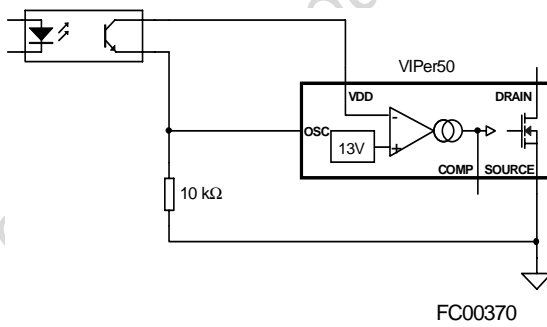 VIPer50
VDD
DRAIN
-
OSC
13V
+
COMP SOURCE
10 kΩ
FC00370